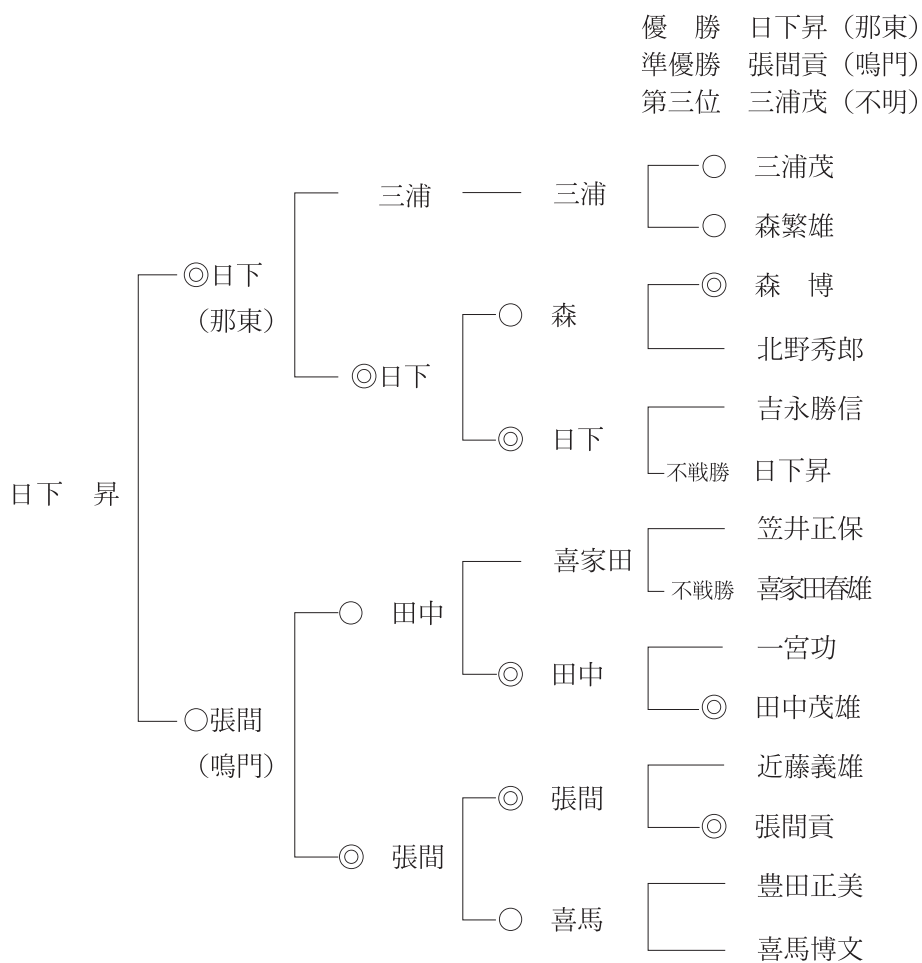 優　勝　日下昇（那東）
準優勝　張間貢（鳴門）
第三位　三浦茂（不明）
○ 三浦茂
三浦 三浦
○ 森繁雄
◎日下
（那東）
◎ 森　博
○ 森
北野秀郎
◎日下
吉永勝信
◎ 日下
不戦勝 日下昇
日下　昇
笠井正保
喜家田
不戦勝 喜家田春雄
○ 田中
一宮功
◎ 田中
◎ 田中茂雄
○張間
（鳴門）
近藤義雄
◎ 張間
◎ 張間貢
◎ 張間
豊田正美
○ 喜馬
喜馬博文